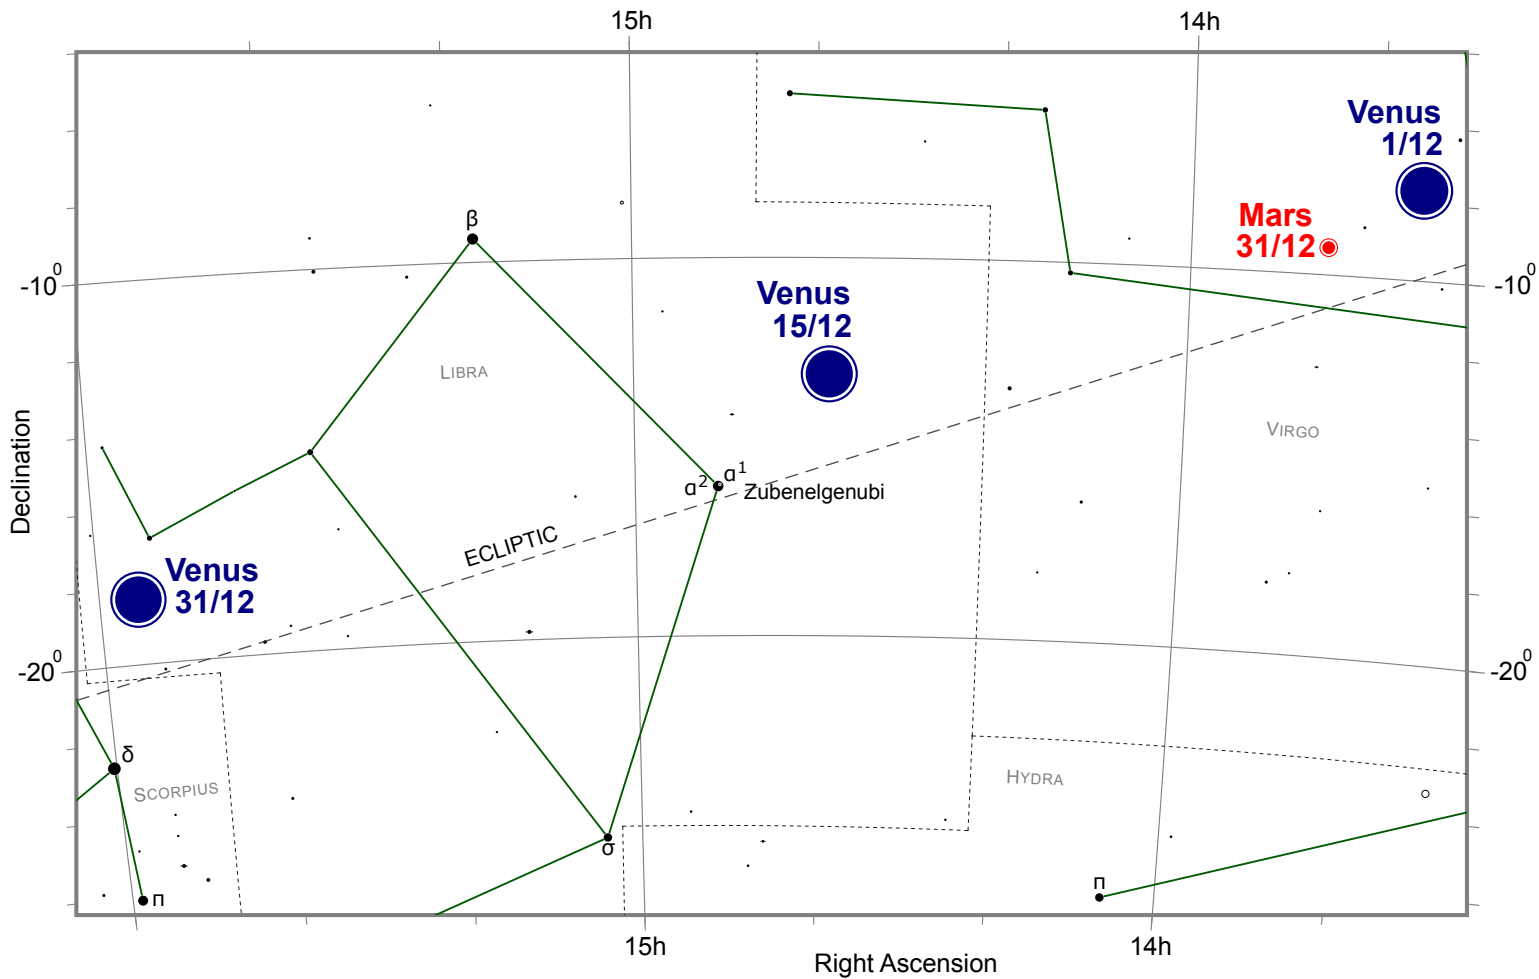 15h
14h
Venus
1/12
Mars
31/12
β
-10⁰
-10⁰
Venus
15/12
LIBRA
VIRGO
Declination
α² α¹
Zubenelgenubi
ECLIPTIC
Venus
31/12
-20⁰
-20⁰
δ
SCORPIUS
HYDRA
σ
π
π
15h
14h
Right Ascension